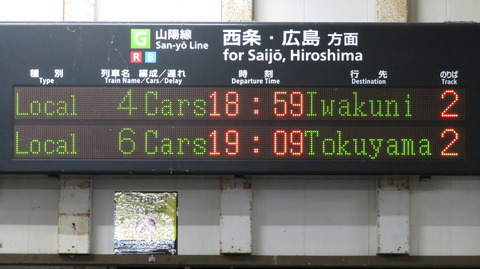 G 山陽線 西条・広島 方面
R B San-yō Line for Saijō, Hiroshima
種 別 列車名 編成/遅れ 時 刻 行 先 のりば
Type Train Name/Cars/Delay Departure Time Destination Track
Local 4 Cars 18:59 Iwakuni 2
Local 6 Cars 19:09 Tokuyama 2